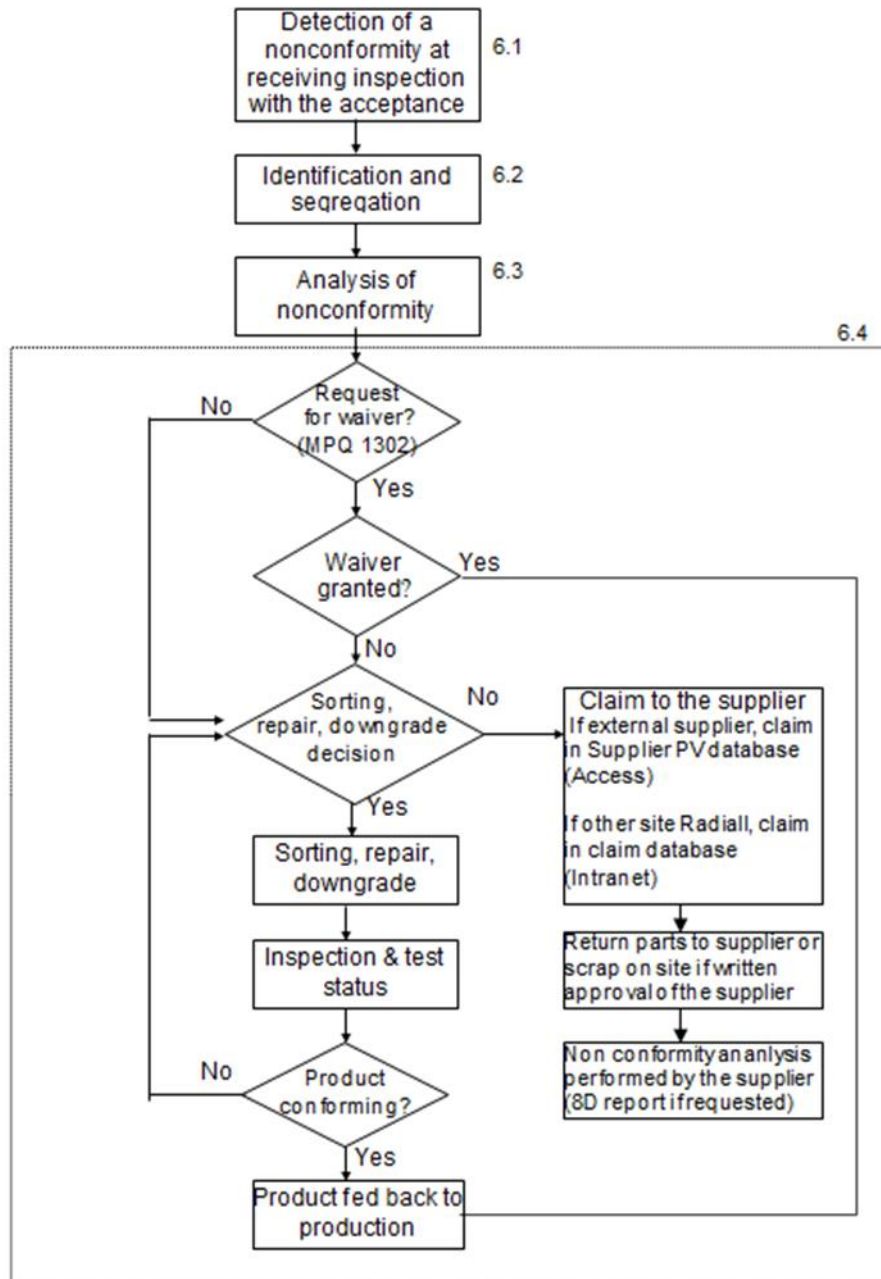 Detection of a
nonconformity at
receiving inspection
with the acceptance
6.1
Identification and
segregation
6.2
Analysis of
nonconformity
6.3
6.4
Request
for waiver?
(MPQ 1302)
No
Yes
Waiver
granted?
Yes
No
Sorting,
repair, downgrade
decision
No
Yes
Claim to the supplier
If external supplier, claim
in Supplier PV database
(Access)
If other site Radiall, claim
in claim database
(Intranet)
Sorting, repair,
downgrade
Inspection & test
status
Return parts to supplier or
scrap on site if written
approval of the supplier
Product
conforming?
No
Yes
Non conformity ananlysis
performed by the supplier
(8D report if requested)
Product fed back to
production